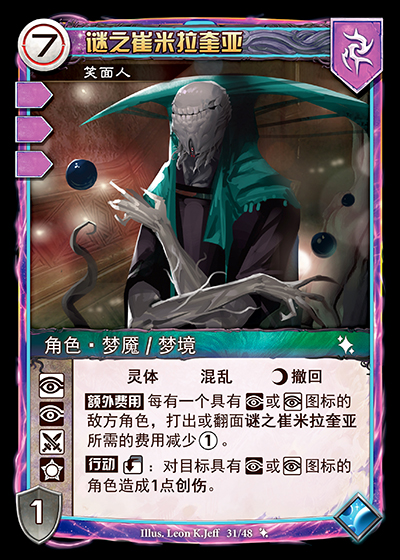 7 谜之崔米拉奎亚
笑面人
角色·梦魇/梦境
灵体 混乱 撤回
额外费用 每有一个具有或图标的
敌方角色，打出或翻面谜之崔米拉奎亚
所需的费用减少①。
行动：对目标具有或图标的
角色造成1点创伤。
1
Illus. Leon K.Jeff 31/48